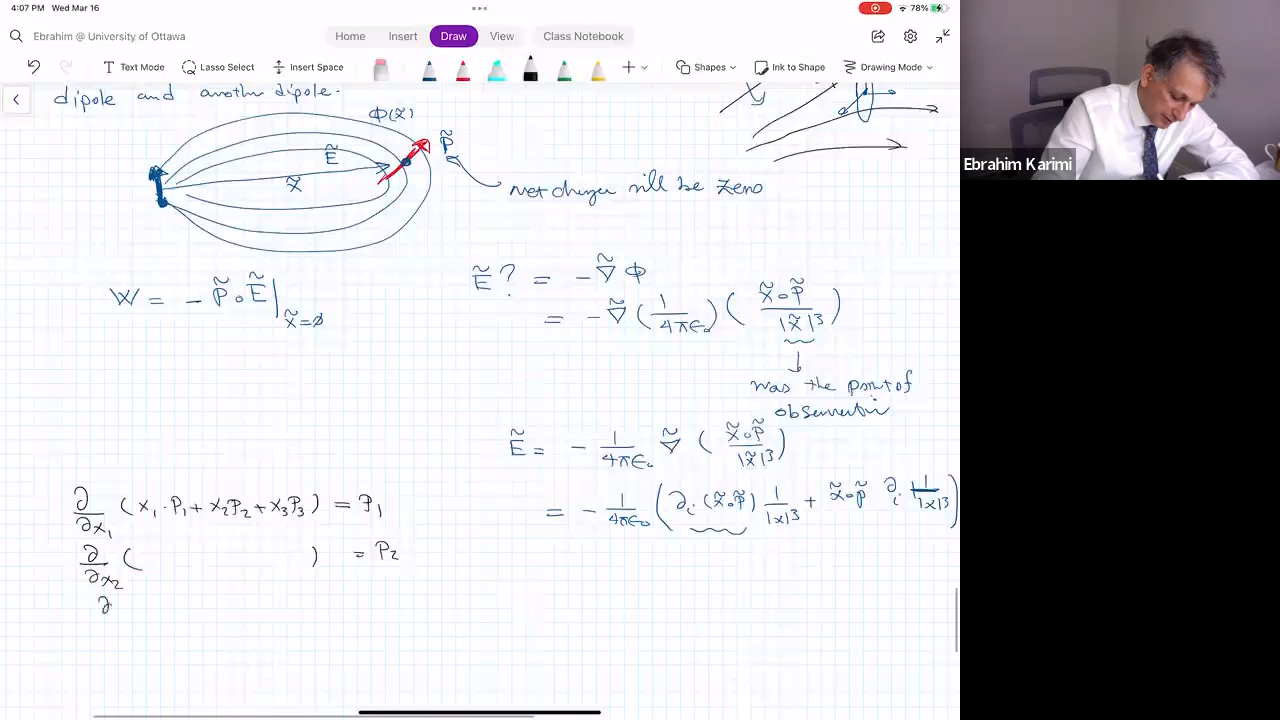 4:07 PM Wed Mar 16
78%
Ebrahim @ University of Ottawa
Home Insert Draw View Class Notebook
Text Mode Lasso Select Insert Space Shapes Ink to Shape Drawing Mode
dipole and another dipole.
Φ(x̃)
Ẽ
x̃
P̃
net charge will be zero
W = - P̃ ∘ Ẽ |x̃=0
Ẽ ? = - ∇̃ Φ
= - ∇̃ (1/4πϵ₀) ( x̃∘P̃ / |x̃|³ )
was the point of
observation
Ẽ = - 1/4πϵ₀ ∇̃ ( x̃∘P̃ / |x̃|³ )
= - 1/4πϵ₀ ( ∂ᵢ (x̃∘P̃) 1/|x|³ + x̃∘p̃ ∂ᵢ 1/|x|³ )
∂/∂x₁ ( x₁·P₁ + x₂P₂ + x₃P₃ ) = P₁
∂/∂x₂ ( ) = P₂
∂
Ebrahim Karimi